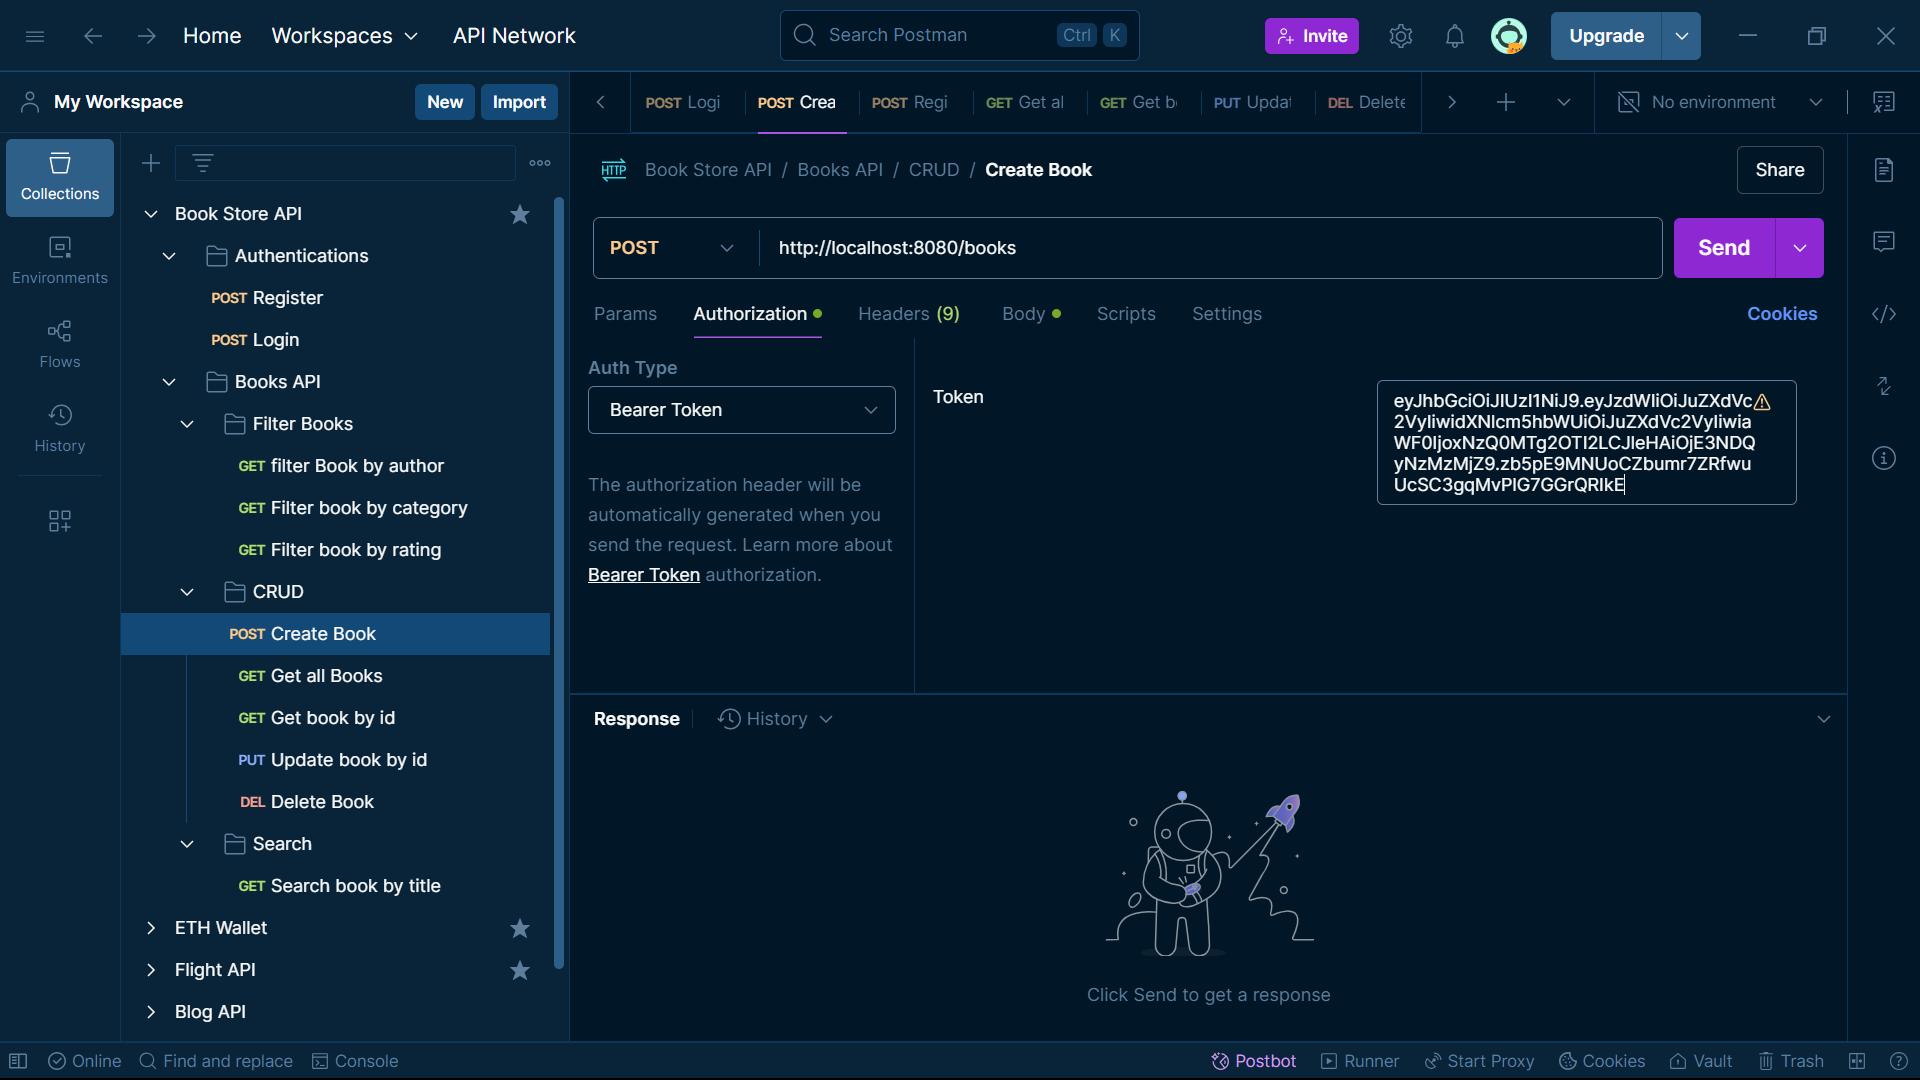 Home
Workspaces
API Network
Search Postman
Ctrl
K
Invite
Upgrade
My Workspace
New
Import
POST Logi
POST Crea
POST Regi
GET Get al
GET Get b
PUT Updat
DEL Delete
No environment
Collections
Environments
Flows
History
Book Store API
Authentications
POST Register
POST Login
Books API
Filter Books
GET filter Book by author
GET Filter book by category
GET Filter book by rating
CRUD
POST Create Book
GET Get all Books
GET Get book by id
PUT Update book by id
DEL Delete Book
Search
GET Search book by title
ETH Wallet
Flight API
Blog API
HTTP
Book Store API / Books API / CRUD / Create Book
Share
POST
http://localhost:8080/books
Send
Params
Authorization
Headers (9)
Body
Scripts
Settings
Cookies
Auth Type
Bearer Token
The authorization header will be
automatically generated when you
send the request. Learn more about
Bearer Token authorization.
Token
Response
History
Click Send to get a response
Online
Find and replace
Console
Postbot
Runner
Start Proxy
Cookies
Vault
Trash